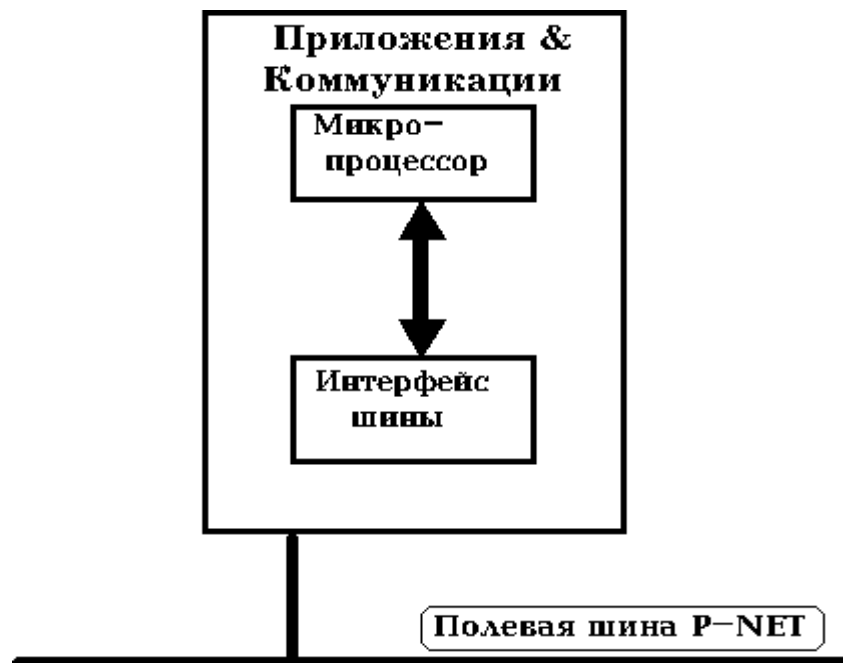 Приложения &
Коммуникации
Микро-
процессор
Интерфейс
шины
Полевая шина P-NET